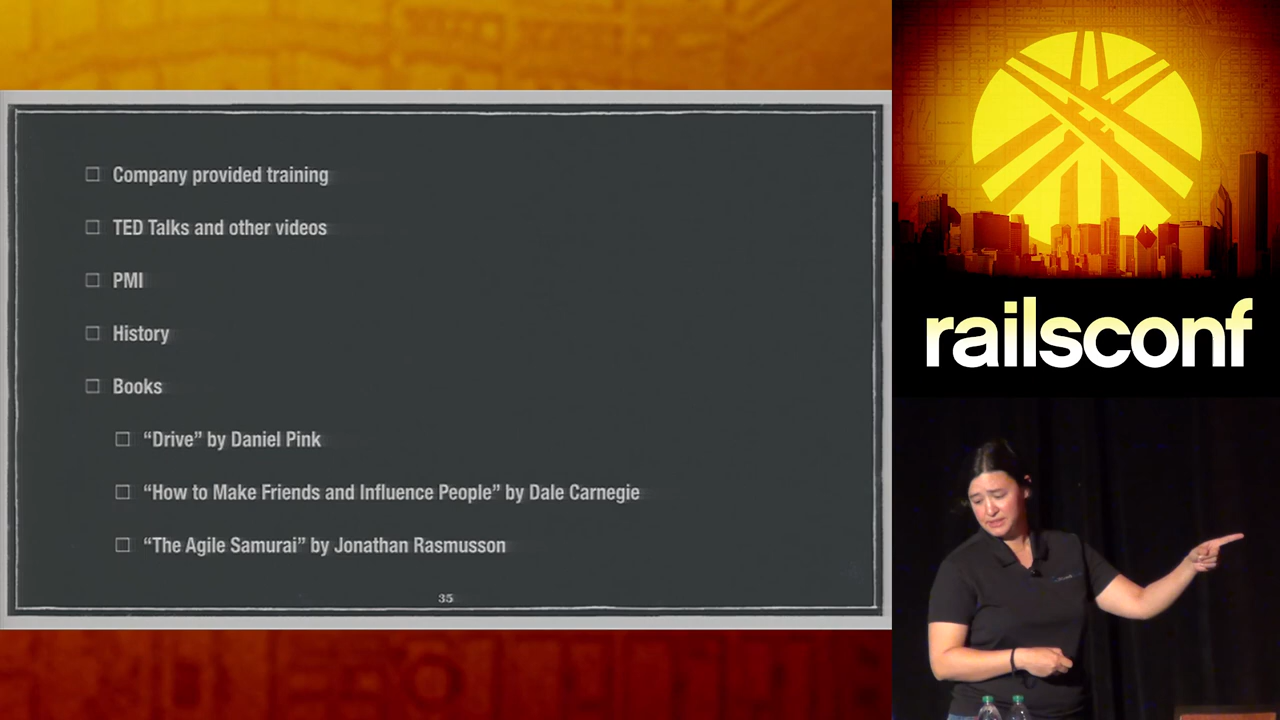 Company provided training
TED Talks and other videos
PMI
History
Books
“Drive” by Daniel Pink
“How to Make Friends and Influence People” by Dale Carnegie
“The Agile Samurai” by Jonathan Rasmusson
35
railsconf